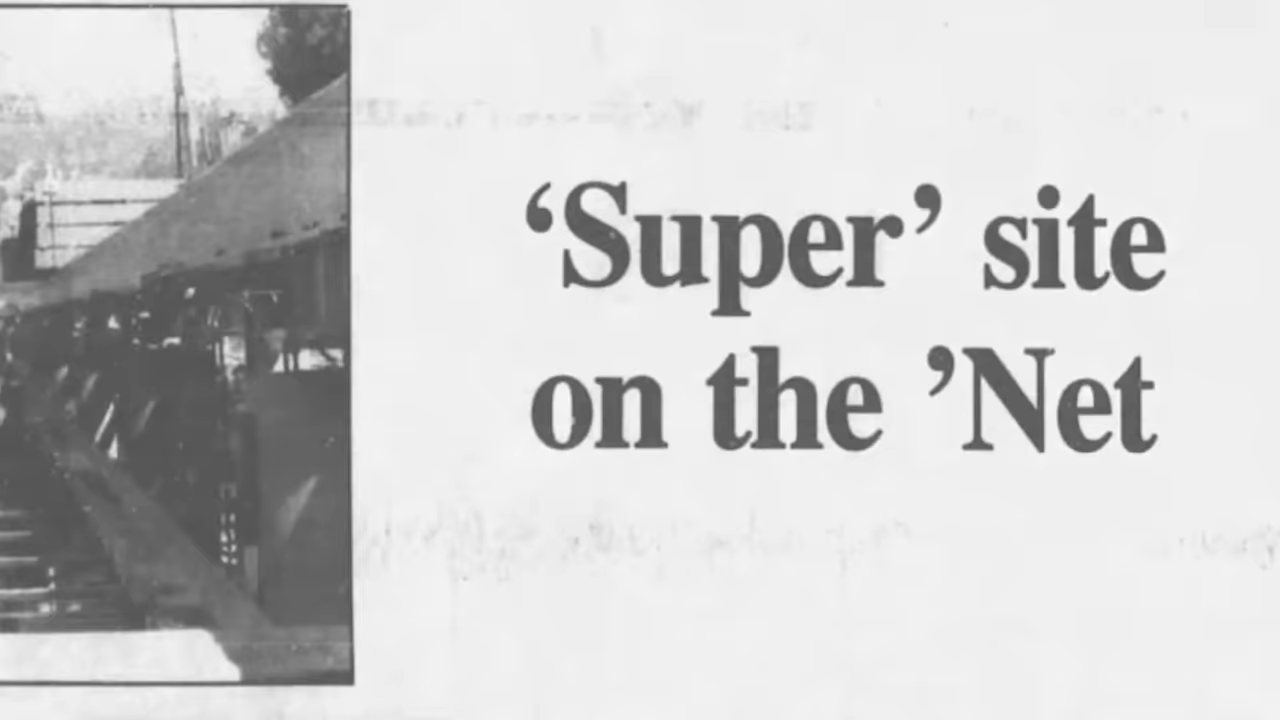 ‘Super’ site
on the ’Net